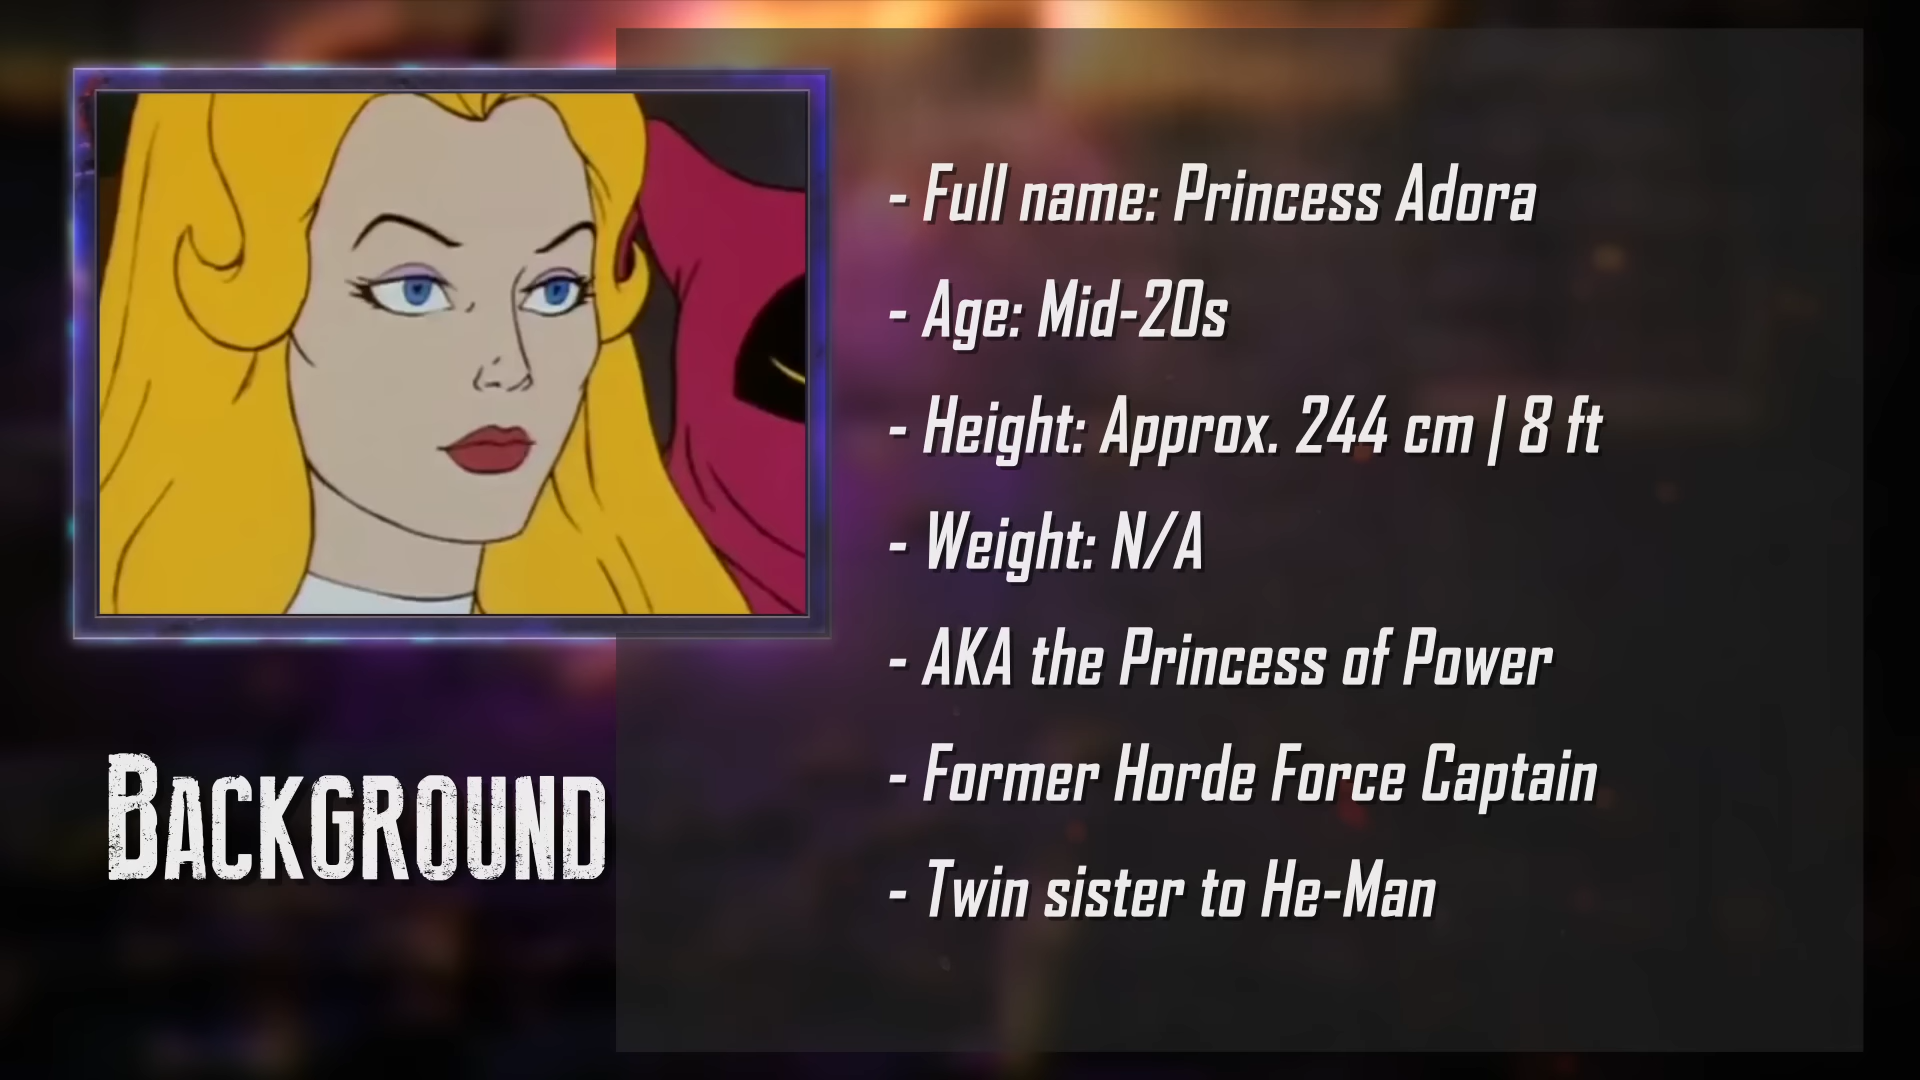 - Full name: Princess Adora
- Age: Mid-20s
- Height: Approx. 244 cm | 8 ft
- Weight: N/A
- AKA the Princess of Power
- Former Horde Force Captain
- Twin sister to He-Man
Background